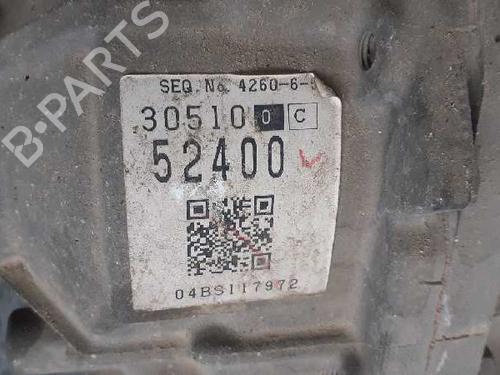 B-PARTS
SEQ.No 4260-6-
30510 0 C
52400
04BS117972